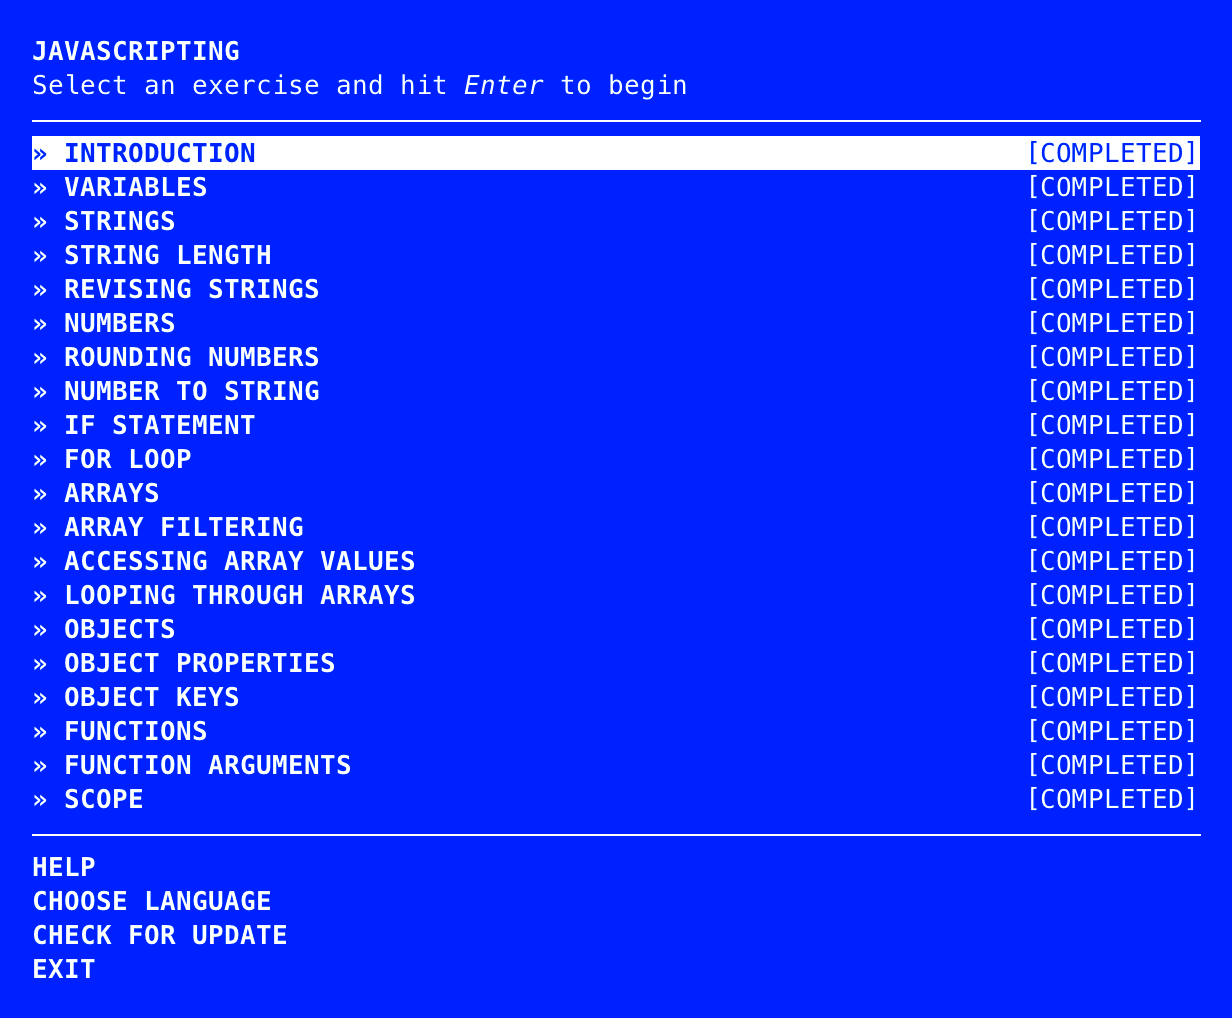 JAVASCRIPTING
Select an exercise and hit Enter to begin
» INTRODUCTION [COMPLETED]
» VARIABLES [COMPLETED]
» STRINGS [COMPLETED]
» STRING LENGTH [COMPLETED]
» REVISING STRINGS [COMPLETED]
» NUMBERS [COMPLETED]
» ROUNDING NUMBERS [COMPLETED]
» NUMBER TO STRING [COMPLETED]
» IF STATEMENT [COMPLETED]
» FOR LOOP [COMPLETED]
» ARRAYS [COMPLETED]
» ARRAY FILTERING [COMPLETED]
» ACCESSING ARRAY VALUES [COMPLETED]
» LOOPING THROUGH ARRAYS [COMPLETED]
» OBJECTS [COMPLETED]
» OBJECT PROPERTIES [COMPLETED]
» OBJECT KEYS [COMPLETED]
» FUNCTIONS [COMPLETED]
» FUNCTION ARGUMENTS [COMPLETED]
» SCOPE [COMPLETED]
HELP
CHOOSE LANGUAGE
CHECK FOR UPDATE
EXIT